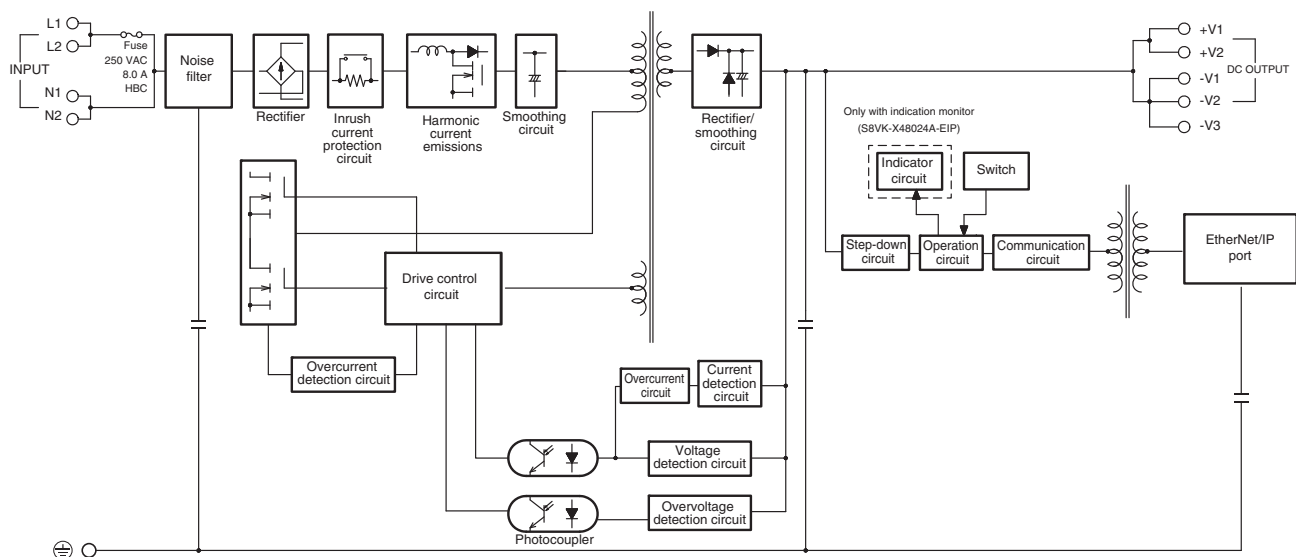 L1
L2
INPUT
N1
N2
Fuse
250 VAC
8.0 A
HBC
Noise
filter
Rectifier
Inrush
current
protection
circuit
Harmonic
current
emissions
Smoothing
circuit
Rectifier/
smoothing
circuit
+V1
+V2
DC OUTPUT
-V1
-V2
-V3
Only with indication monitor
(S8VK-X48024A-EIP)
Indicator
circuit
Switch
Step-down
circuit
Operation
circuit
Communication
circuit
EtherNet/IP
port
Drive control
circuit
Overcurrent
detection circuit
Overcurrent
circuit
Current
detection
circuit
Voltage
detection circuit
Overvoltage
detection circuit
Photocoupler